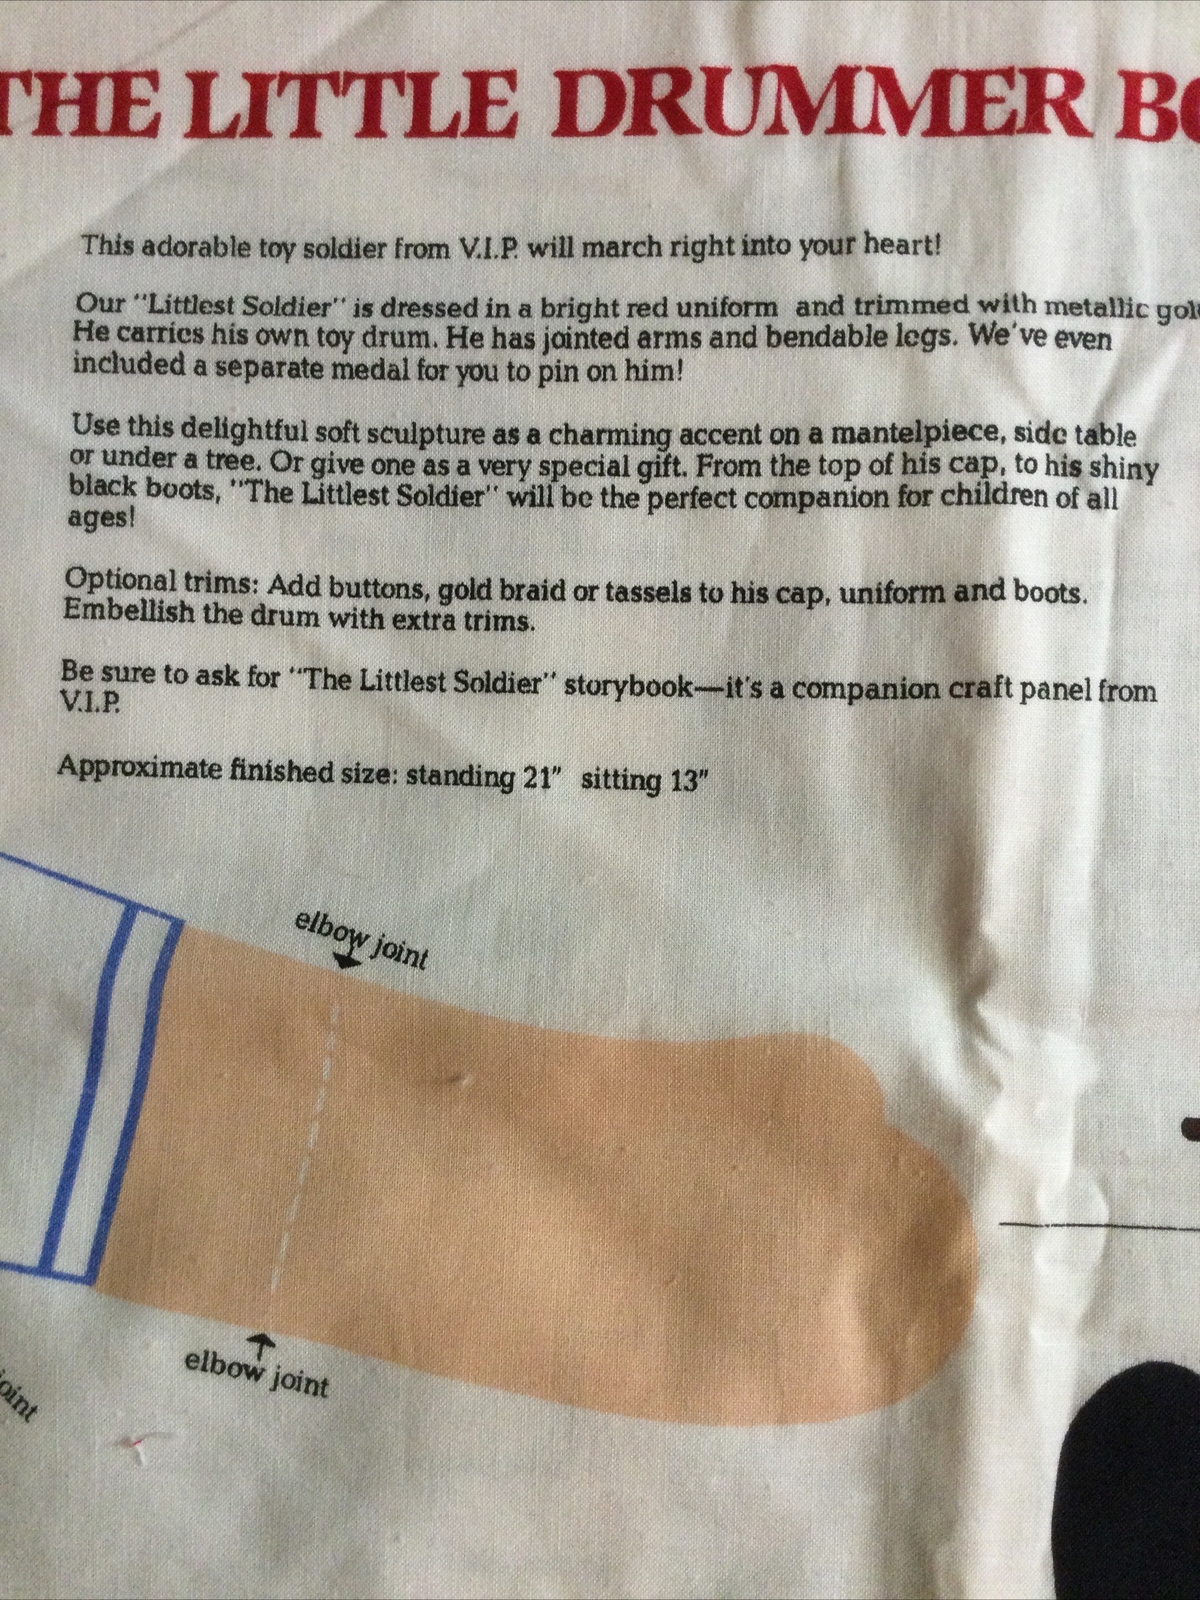 THE LITTLE DRUMMER
This adorable toy soldier from V.I.P. will march right into your heart!
Our "Littlest Soldier" is dressed in a bright red uniform and trimmed with metallic
He carries his own toy drum. He has jointed arms and bendable legs. We've even
included a separate medal for you to pin on him!
Use this delightful soft sculpture as a charming accent on a mantelpiece, side table
or under a tree. Or give one as a very special gift. From the top of his cap, to his shiny
black boots, "The Littlest Soldier" will be the perfect companion for children of all
ages!
Optional trims: Add buttons, gold braid or tassels to his cap, uniform and boots.
Embellish the drum with extra trims.
Be sure to ask for "The Littlest Soldier" storybook—it's a companion craft panel from
V.I.P.
Approximate finished size: standing 21" sitting 13"
elbow joint
elbow joint
joint